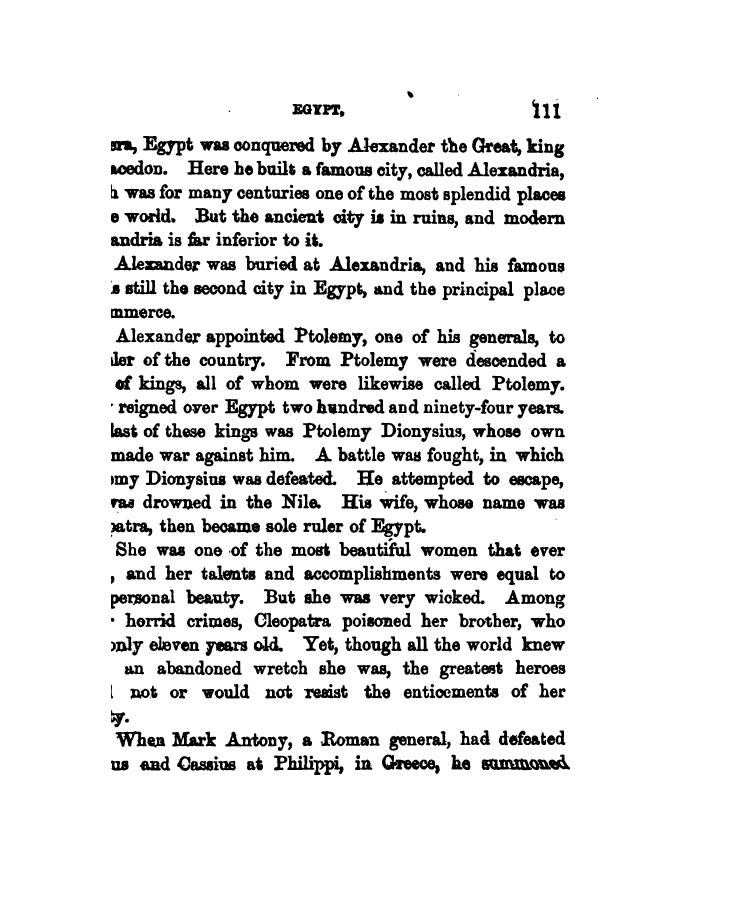 EGYPT, 111
era, Egypt was conquered by Alexander the Great, king
acedon. Here he built a famous city, called Alexandria,
h was for many centuries one of the most splendid places
e world. But the ancient city is in ruins, and modern
andria is far inferior to it.
Alexander was buried at Alexandria, and his famous
s still the second city in Egypt, and the principal place
mmerce.
Alexander appointed Ptolemy, one of his generals, to
ler of the country. From Ptolemy were descended a
of kings, all of whom were likewise called Ptolemy.
reigned over Egypt two hundred and ninety-four years.
last of these kings was Ptolemy Dionysius, whose own
made war against him. A battle was fought, in which
my Dionysius was defeated. He attempted to escape,
was drowned in the Nile. His wife, whose name was
patra, then became sole ruler of Egypt.
She was one of the most beautiful women that ever
, and her talents and accomplishments were equal to
personal beauty. But she was very wicked. Among
horrid crimes, Cleopatra poisoned her brother, who
only eleven years old. Yet, though all the world knew
an abandoned wretch she was, the greatest heroes
not or would not resist the enticements of her
ty.
When Mark Antony, a Roman general, had defeated
us and Cassius at Philippi, in Greece, he summoned